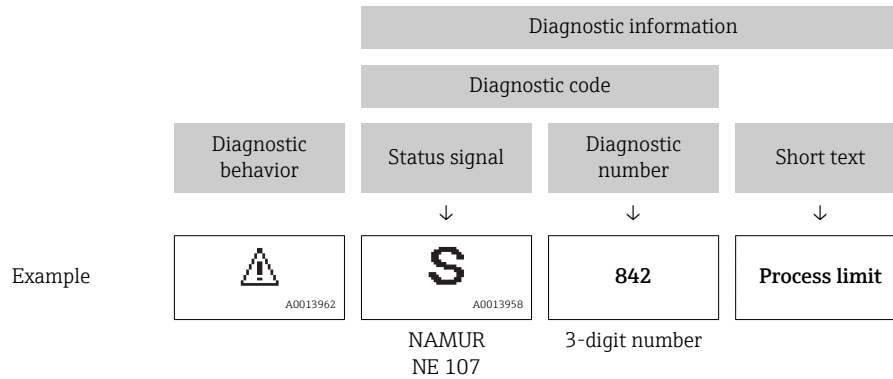 Diagnostic information
Diagnostic code
Diagnostic
behavior
Status signal
Diagnostic
number
Short text
↓
↓
↓
Example
A0013962
S
A0013958
842
Process limit
NAMUR
NE 107
3-digit number